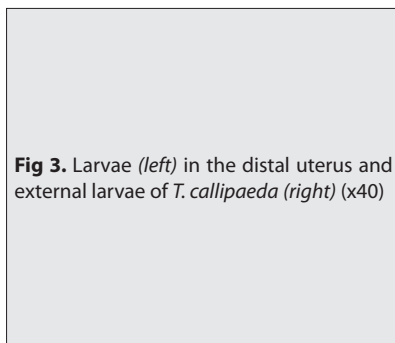 Fig 3. Larvae (left) in the distal uterus and
external larvae of T. callipaeda (right) (x40)